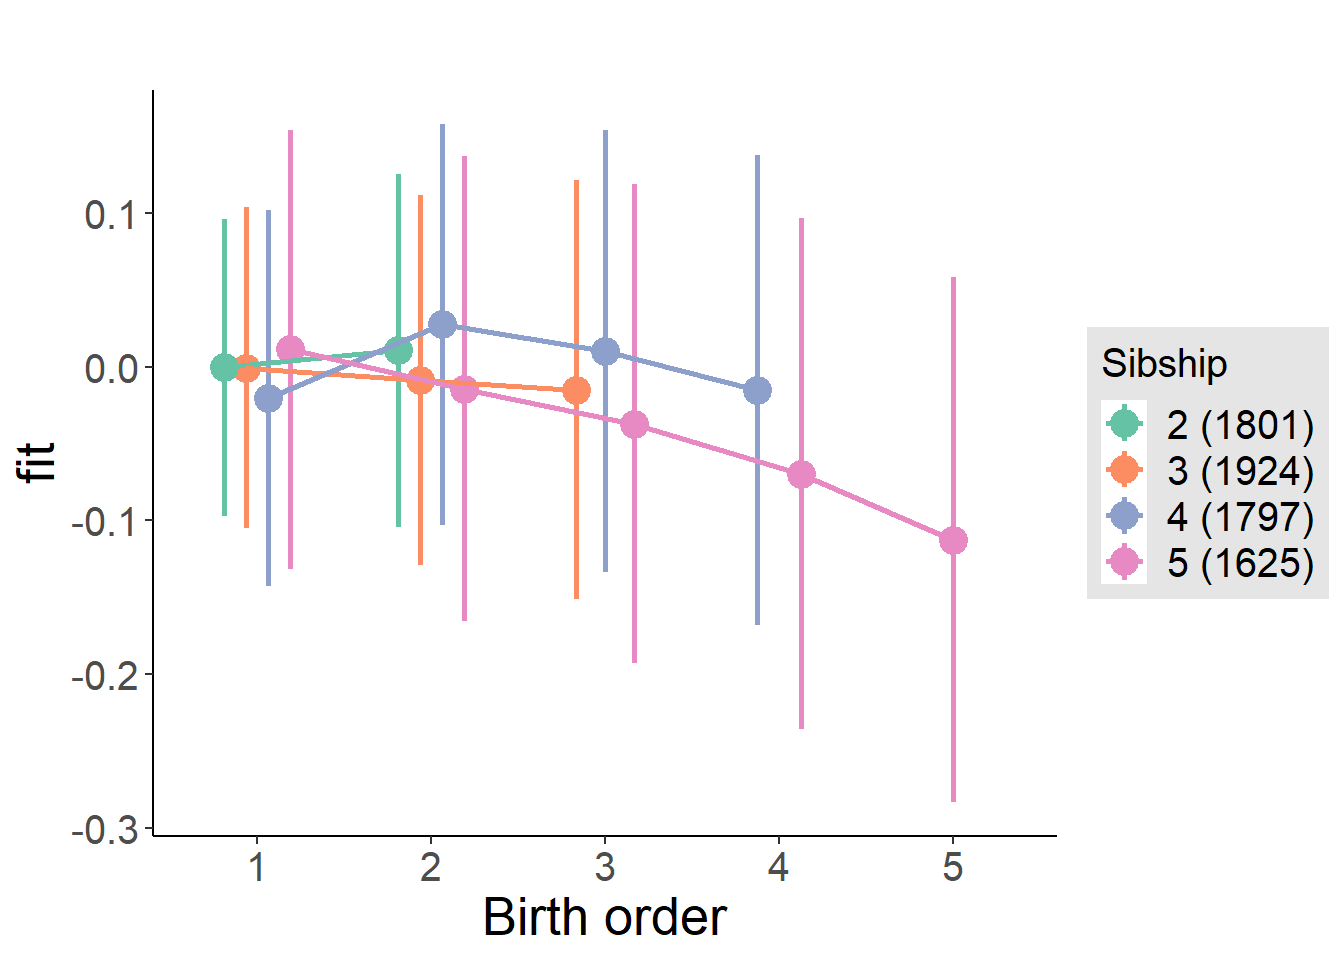 0.1
0.0
-0.1
-0.2
-0.3
fit
1 2 3 4 5
Birth order
Sibship
2 (1801)
3 (1924)
4 (1797)
5 (1625)